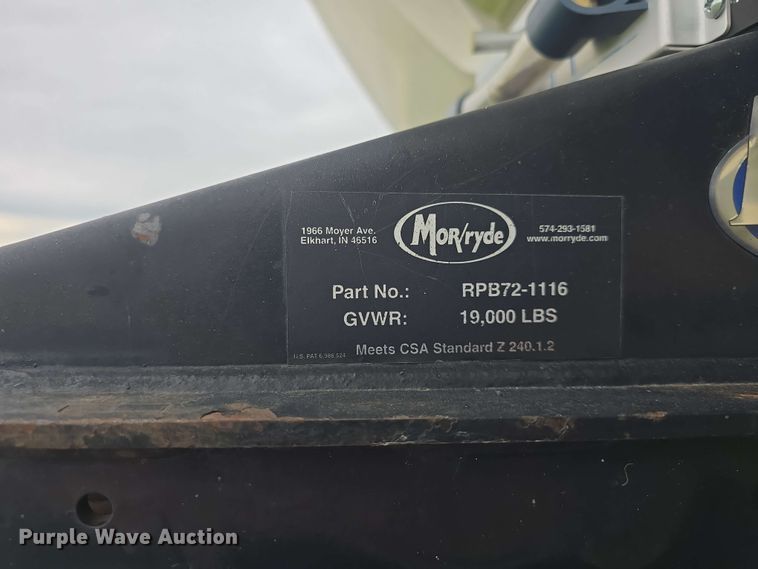 1966 Moyer Ave.
Elkhart, IN 46516
MOR/ryde
574-293-1581
www.morryde.com
Part No.: RPB72-1116
GVWR: 19,000 LBS
U.S. PAT 6,986,524
Meets CSA Standard Z 240.1.2
Purple Wave Auction